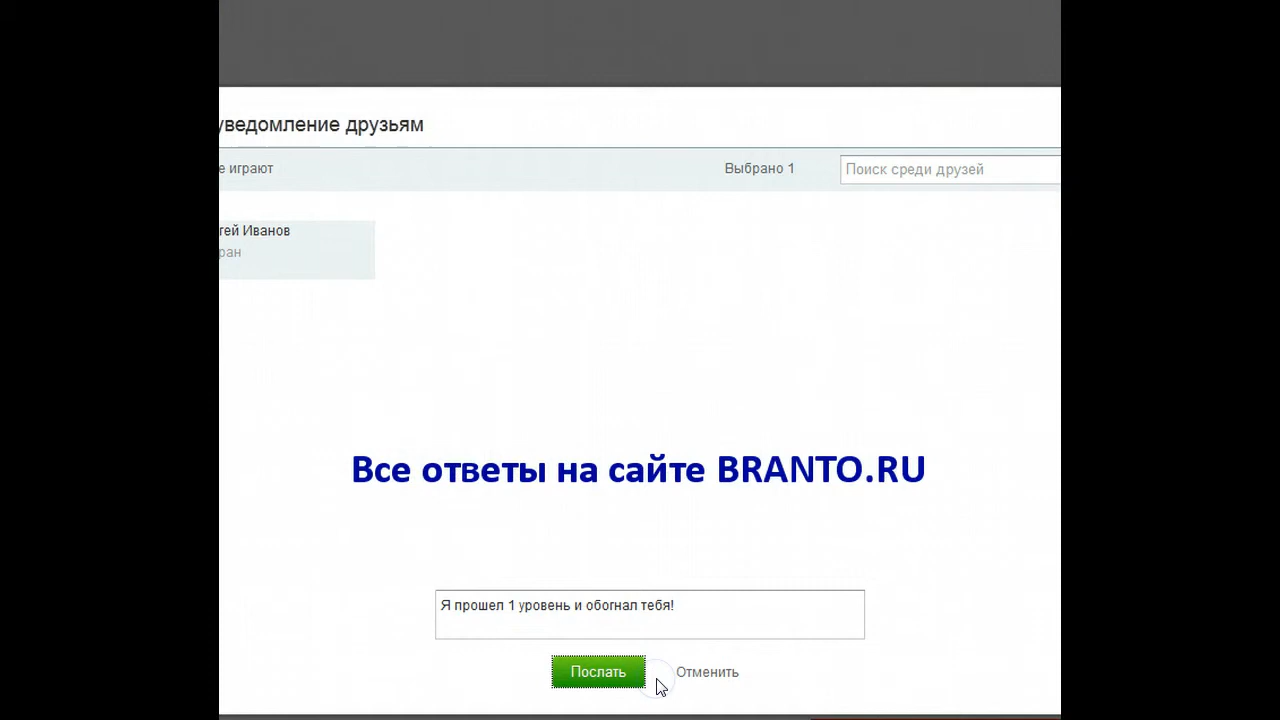 уведомление друзьям
е играют
Выбрано 1
Поиск среди друзей
гей Иванов
ран
Все ответы на сайте BRANTO.RU
Я прошел 1 уровень и обогнал тебя!
Послать
Отменить